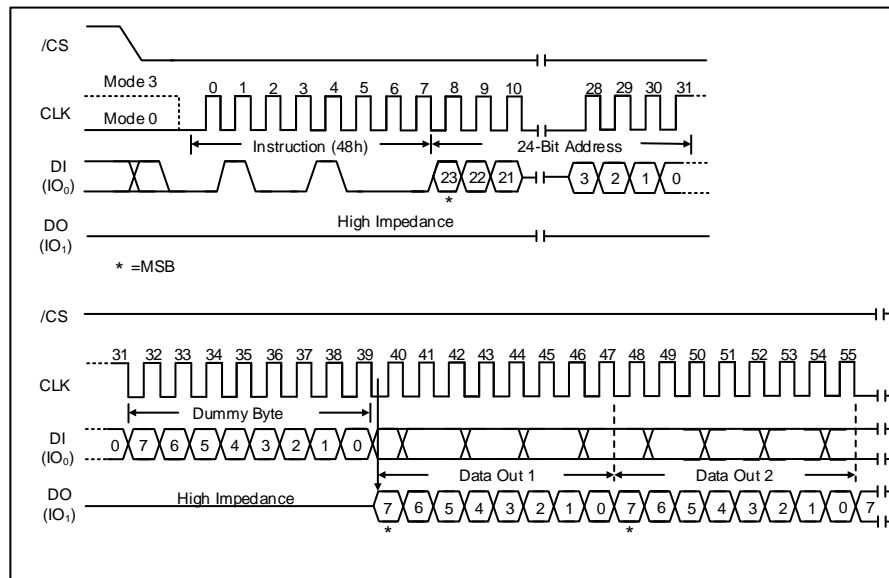 /CS
Mode 3
0 1 2 3 4 5 6 7 8 9 10 28 29 30 31
CLK
Mode 0
Instruction (48h) 24-Bit Address
DI
(IO₀)
23 22 21 3 2 1 0
*
DO
(IO₁)
High Impedance
* =MSB
/CS
31 32 33 34 35 36 37 38 39 40 41 42 43 44 45 46 47 48 49 50 51 52 53 54 55
CLK
Dummy Byte
DI
(IO₀)
0 7 6 5 4 3 2 1 0
Data Out 1 Data Out 2
DO
(IO₁)
High Impedance
7 6 5 4 3 2 1 0 7 6 5 4 3 2 1 0 7
* *